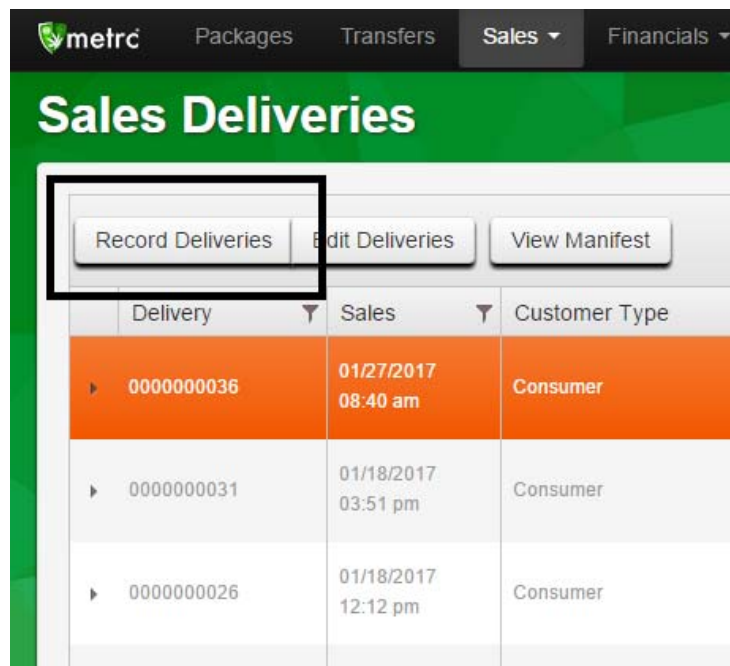 metrc Packages Transfers Sales Financials
Sales Deliveries
Record Deliveries Edit Deliveries View Manifest
Delivery Sales Customer Type
0000000036 01/27/2017 08:40 am Consumer
0000000031 01/18/2017 03:51 pm Consumer
0000000026 01/18/2017 12:12 pm Consumer